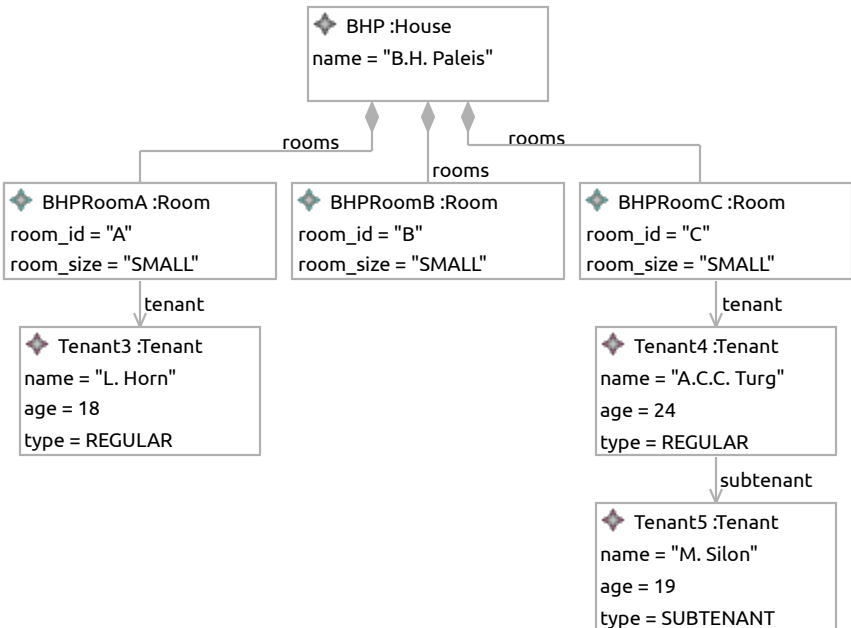 BHP :House
name = "B.H. Paleis"
rooms
rooms
rooms
BHPRoomA :Room
room_id = "A"
room_size = "SMALL"
BHPRoomB :Room
room_id = "B"
room_size = "SMALL"
BHPRoomC :Room
room_id = "C"
room_size = "SMALL"
tenant
tenant
Tenant3 :Tenant
name = "L. Horn"
age = 18
type = REGULAR
Tenant4 :Tenant
name = "A.C.C. Turg"
age = 24
type = REGULAR
subtenant
Tenant5 :Tenant
name = "M. Silon"
age = 19
type = SUBTENANT